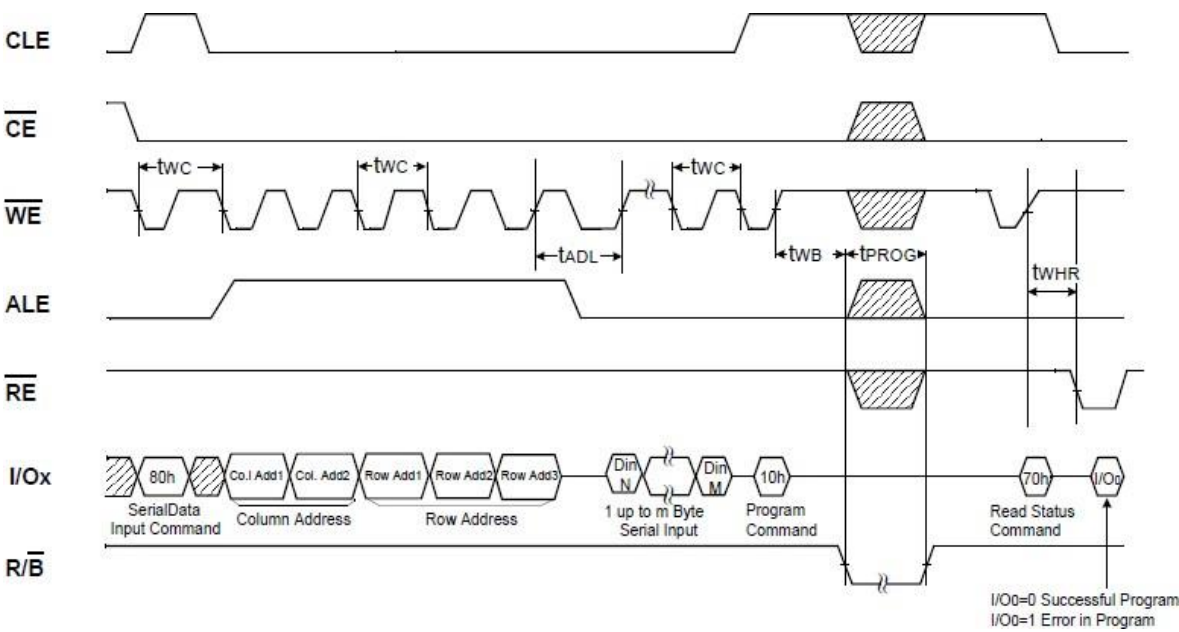 CLE
CE
tWC
tWC
tWC
WE
tADL
tWB
tPROG
tWHR
ALE
RE
I/Ox
80h
Co.l Add1
Col. Add2
Row Add1
Row Add2
Row Add3
Din
N
Din
M
10h
70h
I/O0
SerialData
Input Command
Column Address
Row Address
1 up to m Byte
Serial Input
Program
Command
Read Status
Command
R/B
I/O0=0 Successful Program
I/O0=1 Error in Program